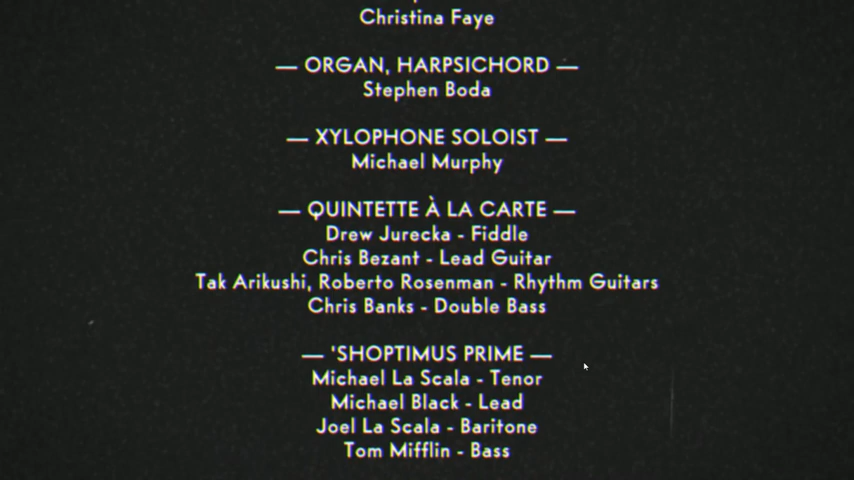 Christina Faye
— ORGAN, HARPSICHORD —
Stephen Boda
— XYLOPHONE SOLOIST —
Michael Murphy
— QUINTETTE À LA CARTE —
Drew Jurecka - Fiddle
Chris Bezant - Lead Guitar
Tak Arikushi, Roberto Rosenman - Rhythm Guitars
Chris Banks - Double Bass
— 'SHOPTIMUS PRIME —
Michael La Scala - Tenor
Michael Black - Lead
Joel La Scala - Baritone
Tom Mifflin - Bass